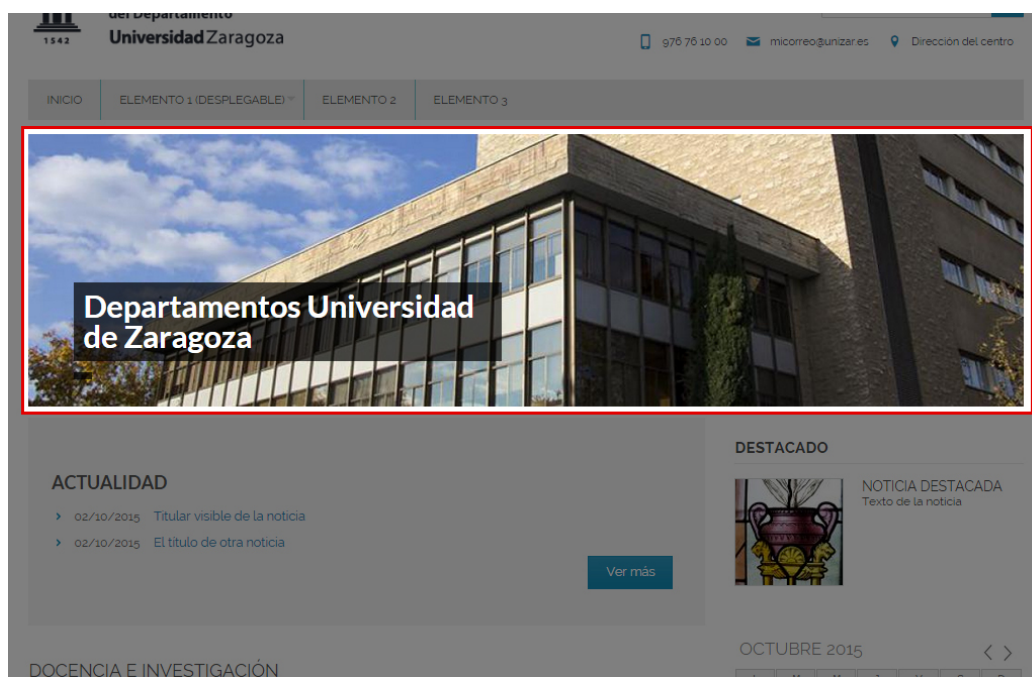 del Departamento
1542
Universidad Zaragoza
976 76 10 00 micorreo@unizar.es Dirección del centro
INICIO ELEMENTO 1 (DESPLEGABLE) ELEMENTO 2 ELEMENTO 3
Departamentos Universidad
de Zaragoza
DESTACADO
ACTUALIDAD
NOTICIA DESTACADA
Texto de la noticia
02/10/2015 Titular visible de la noticia
02/10/2015 El título de otra noticia
Ver más
OCTUBRE 2015
DOCENCIA E INVESTIGACIÓN